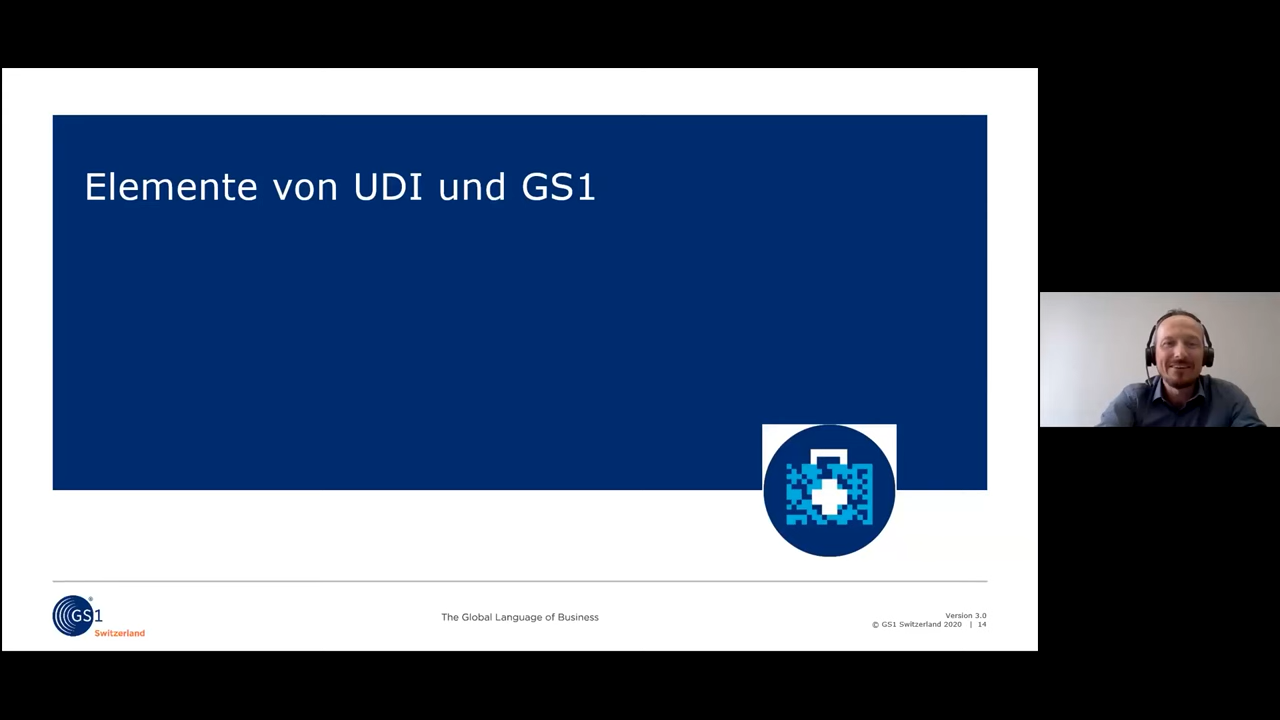 Elemente von UDI und GS1
GS1
®
Switzerland
The Global Language of Business
Version 3.0
© GS1 Switzerland 2020 | 14